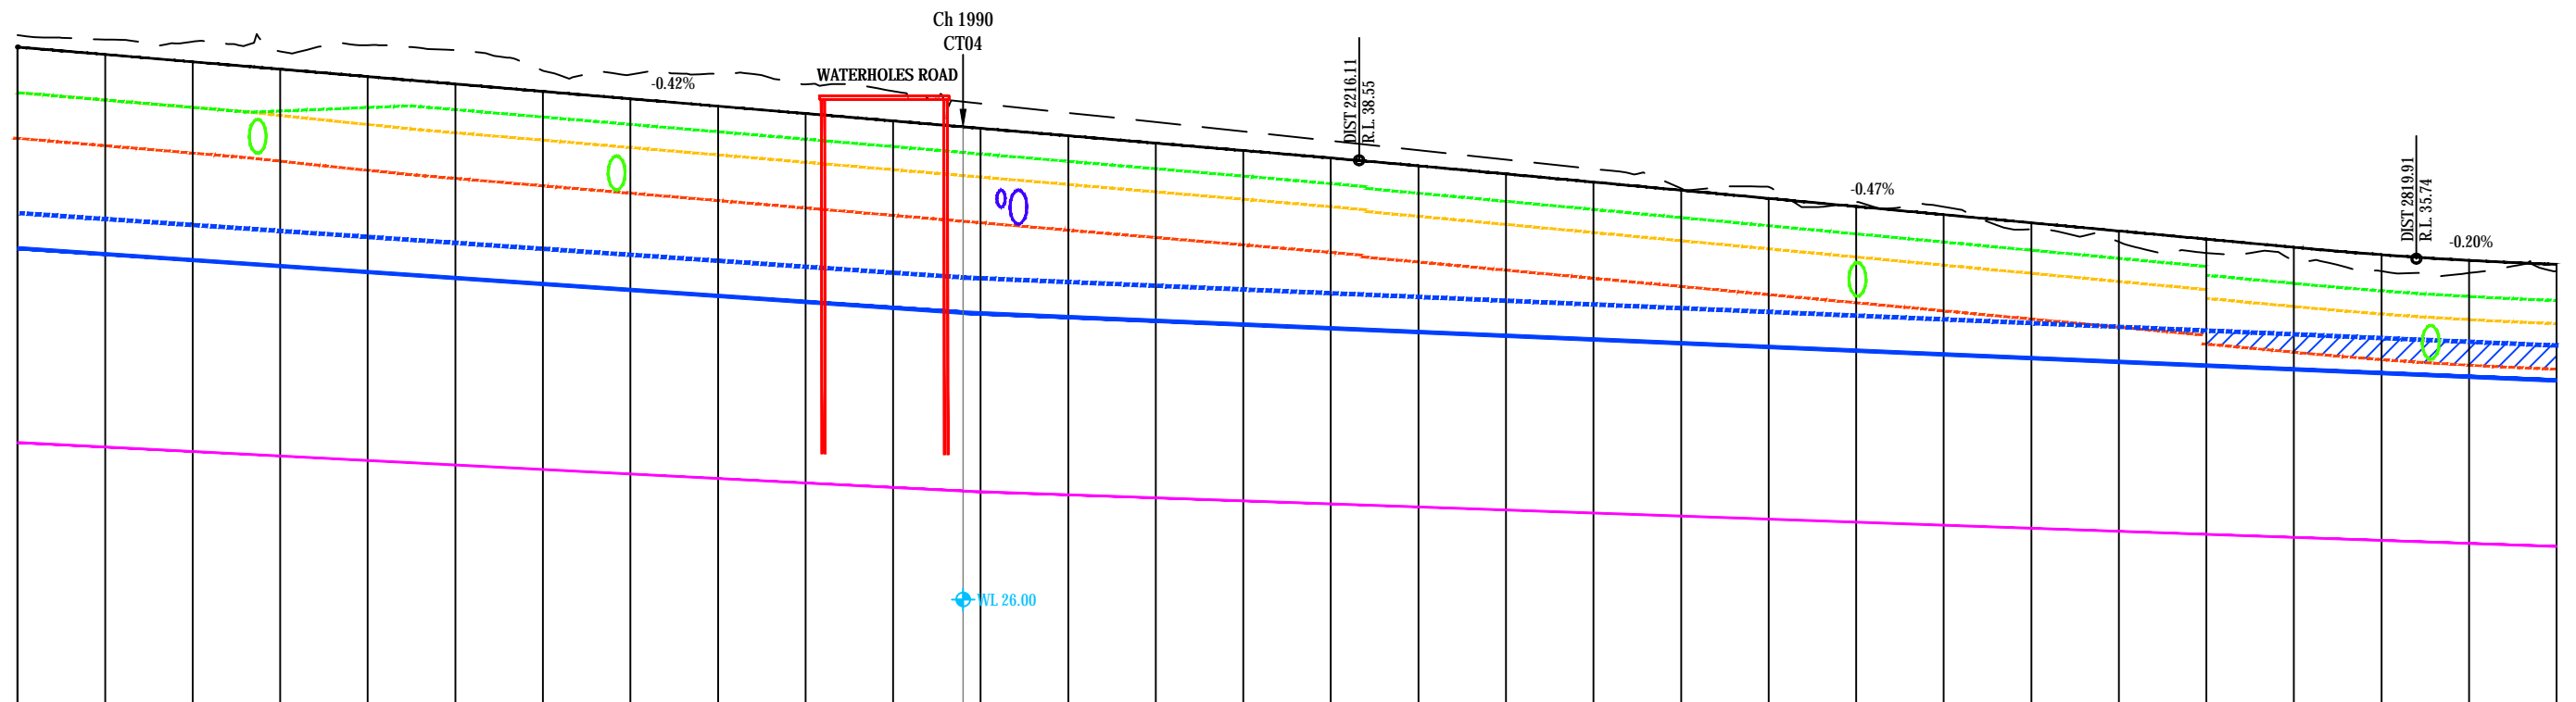 Ch 1990
CT04
WATERHOLES ROAD
-0.42%
DIST 2216.11
R.L. 38.55
-0.47%
DIST 2819.91
R.L. 35.74
-0.20%
WL 26.00